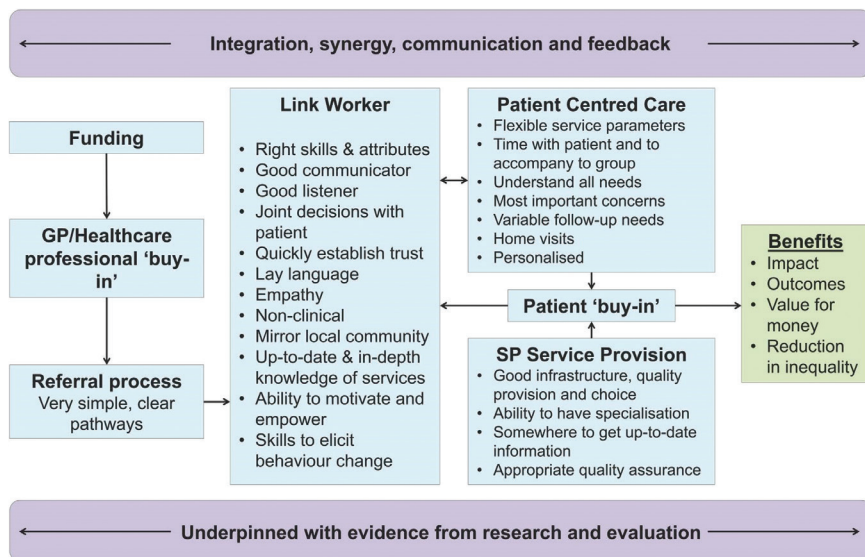 Integration, synergy, communication and feedback
Funding
GP/Healthcare
professional ‘buy-
in’
Referral process
Very simple, clear
pathways
Link Worker
• Right skills & attributes
• Good communicator
• Good listener
• Joint decisions with
patient
• Quickly establish trust
• Lay language
• Empathy
• Non-clinical
• Mirror local community
• Up-to-date & in-depth
knowledge of services
• Ability to motivate and
empower
• Skills to elicit
behaviour change
Patient Centred Care
• Flexible service parameters
• Time with patient and to
accompany to group
• Understand all needs
• Most important concerns
• Variable follow-up needs
• Home visits
• Personalised
Patient ‘buy-in’
SP Service Provision
• Good infrastructure, quality
provision and choice
• Ability to have specialisation
• Somewhere to get up-to-date
information
• Appropriate quality assurance
Benefits
• Impact
• Outcomes
• Value for
money
• Reduction
in inequality
Underpinned with evidence from research and evaluation